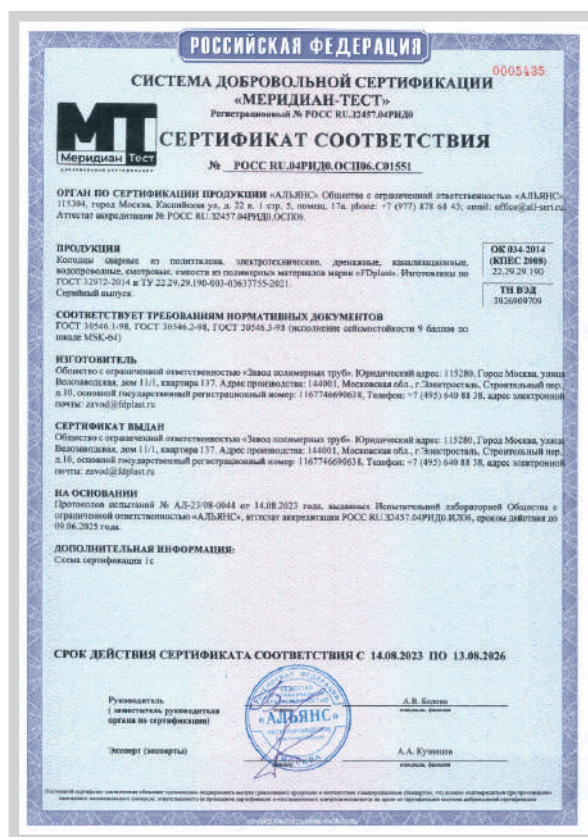 РОССИЙСКАЯ ФЕДЕРАЦИЯ
0005435
СИСТЕМА ДОБРОВОЛЬНОЙ СЕРТИФИКАЦИИ
«МЕРИДИАН-ТЕСТ»
Регистрационный № РОСС RU.32457.04РИД0
МТ
Меридиан Тест
СЕРТИФИКАТ СООТВЕТСТВИЯ
№ РОСС RU.04РИД0.ОСП06.С01551
ОРГАН ПО СЕРТИФИКАЦИИ ПРОДУКЦИИ «АЛЬЯНС» Общества с ограниченной ответственностью «АЛЬЯНС»
115304, город Москва, Каспийская ул, д. 22 к. 1 стр. 5, помещ. 17а, phone: +7 (977) 878 68 43; email: office@all-sert.ru,
Аттестат аккредитации № РОСС RU.32457.04РИД0.ОСП06.
ПРОДУКЦИЯ
Колодцы сварные из полиэтилена, электротехнические, дренажные, канализационные,
водопроводные, смотровые, емкости из полимерных материалов марки «FDplast». Изготовлены по
ГОСТ 32972-2014 и ТУ 22.29.29.190-003-03637755-2021.
Серийный выпуск.
ОК 034-2014
(КПЕС 2008)
22.29.29.190
ТН ВЭД
3926909709
СООТВЕТСТВУЕТ ТРЕБОВАНИЯМ НОРМАТИВНЫХ ДОКУМЕНТОВ
ГОСТ 30546.1-98, ГОСТ 30546.2-98, ГОСТ 30546.3-98 (исполнение сейсмостойкости 9 баллов по
шкале MSK-64)
ИЗГОТОВИТЕЛЬ
Общество с ограниченной ответственностью «Завод полимерных труб». Юридический адрес: 115280, Город Москва, улица
Велозаводская, дом 11/1, квартира 137. Адрес производства: 144001, Московская обл., г.Электросталь, Строительный пер,
д.10, основной государственный регистрационный номер: 1167746690638, Телефон: +7 (495) 640 88 38, адрес электронной
почты: zavod@fdplast.ru
СЕРТИФИКАТ ВЫДАН
Общество с ограниченной ответственностью «Завод полимерных труб». Юридический адрес: 115280, Город Москва, улица
Велозаводская, дом 11/1, квартира 137. Адрес производства: 144001, Московская обл., г.Электросталь, Строительный пер,
д.10, основной государственный регистрационный номер: 1167746690638, Телефон: +7 (495) 640 88 38, адрес электронной
почты: zavod@fdplast.ru
НА ОСНОВАНИИ
Протоколов испытаний № АЛ-23/08-0044 от 14.08.2023 года, выданных Испытательной лабораторией Общества с
ограниченной ответственностью «АЛЬЯНС», аттестат аккредитации РОСС RU.32457.04РИД0.ИЛ06, сроком действия до
09.06.2025 года.
ДОПОЛНИТЕЛЬНАЯ ИНФОРМАЦИЯ:
Схема сертификации 1с
СРОК ДЕЙСТВИЯ СЕРТИФИКАТА СООТВЕТСТВИЯ С 14.08.2023 ПО 13.08.2026
Руководитель
( заместитель руководителя
органа по сертификации)
А.В. Белова
«АЛЬЯНС»
МОСКВА
Эксперт (эксперты)
А.А. Кузнецов